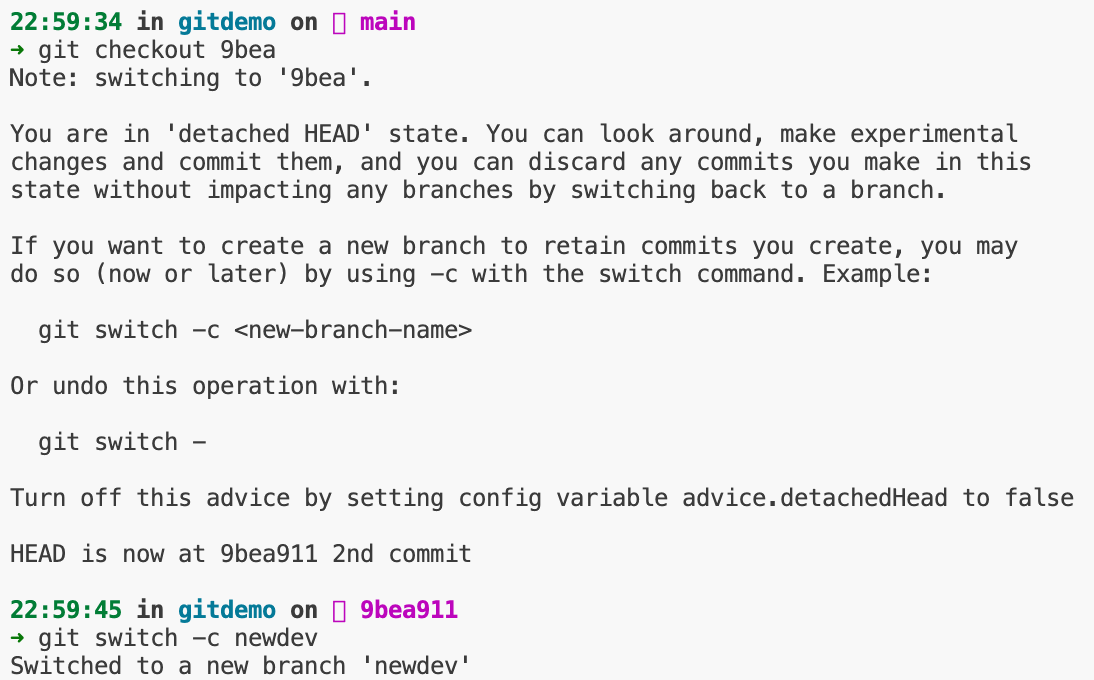 22:59:34 in gitdemo on main
➜ git checkout 9bea
Note: switching to '9bea'.
You are in 'detached HEAD' state. You can look around, make experimental
changes and commit them, and you can discard any commits you make in this
state without impacting any branches by switching back to a branch.
If you want to create a new branch to retain commits you create, you may
do so (now or later) by using -c with the switch command. Example:
git switch -c <new-branch-name>
Or undo this operation with:
git switch -
Turn off this advice by setting config variable advice.detachedHead to false
HEAD is now at 9bea911 2nd commit
22:59:45 in gitdemo on 9bea911
➜ git switch -c newdev
Switched to a new branch 'newdev'